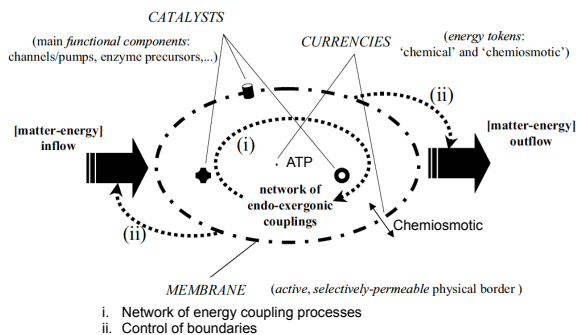 CATALYSTS
(main functional components:
channels/pumps, enzyme precursors,...)
CURRENCIES
(energy tokens:
‘chemical’ and ‘chemiosmotic’)
(ii)
[matter-energy]
inflow
(i)
ATP
network of
endo-exergonic
couplings
[matter-energy]
outflow
(ii)
Chemiosmotic
MEMBRANE (active, selectively-permeable physical border )
i. Network of energy coupling processes
ii. Control of boundaries